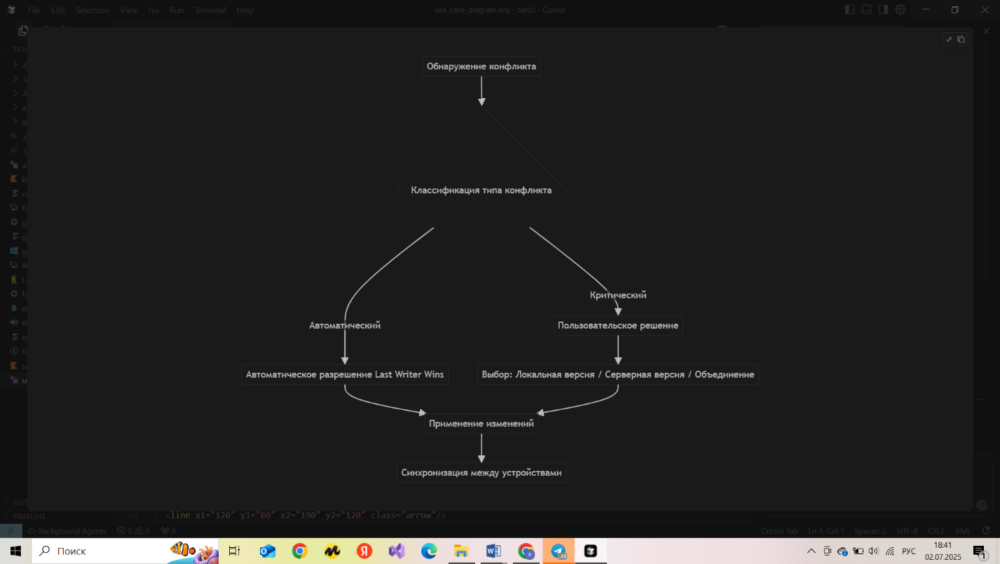 File Edit Selection View Go Run Terminal Help
use_case_diagram.svg - taro5 - Cursor
Обнаружение конфликта
Классификация типа конфликта
Критический
Автоматический
Пользовательское решение
Автоматическое разрешение Last Writer Wins
Выбор: Локальная версия / Серверная версия / Объединение
Применение изменений
Синхронизация между устройствами
TIMELINE
48 <line x1="120" y1="80" x2="190" y2="120" class="arrow"/>
Background Agents 0 0 0
Cursor Tab Ln 1, Col 1 Spaces: 2 UTF-8 CRLF XML
Поиск
РУС
18:41
02.07.2025